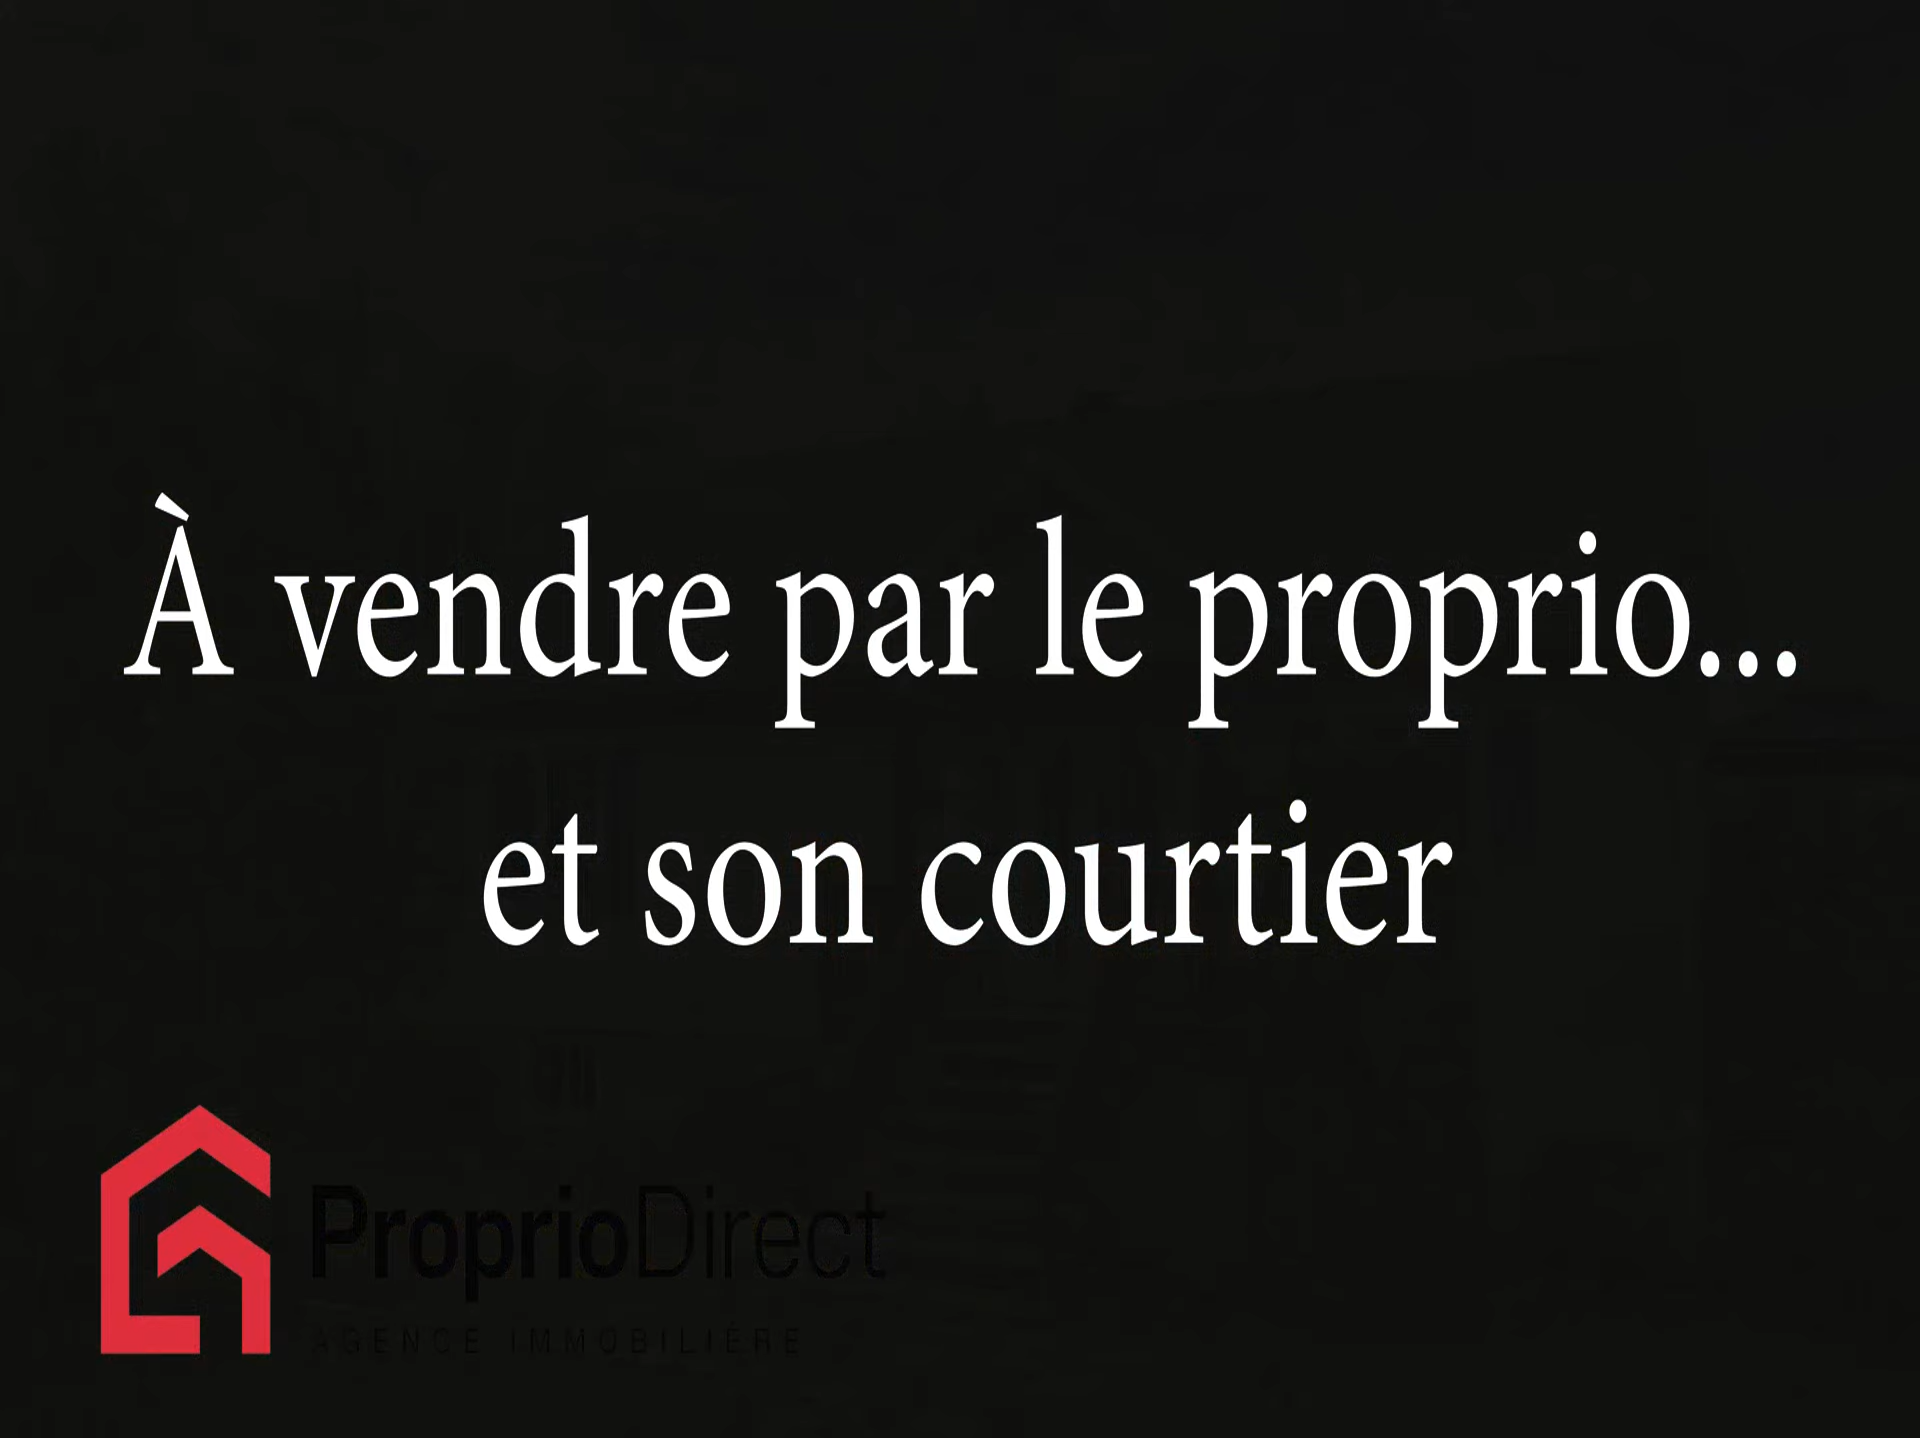 À vendre par le proprio...
et son courtier
ProprioDirect
AGENCE IMMOBILIÈRE